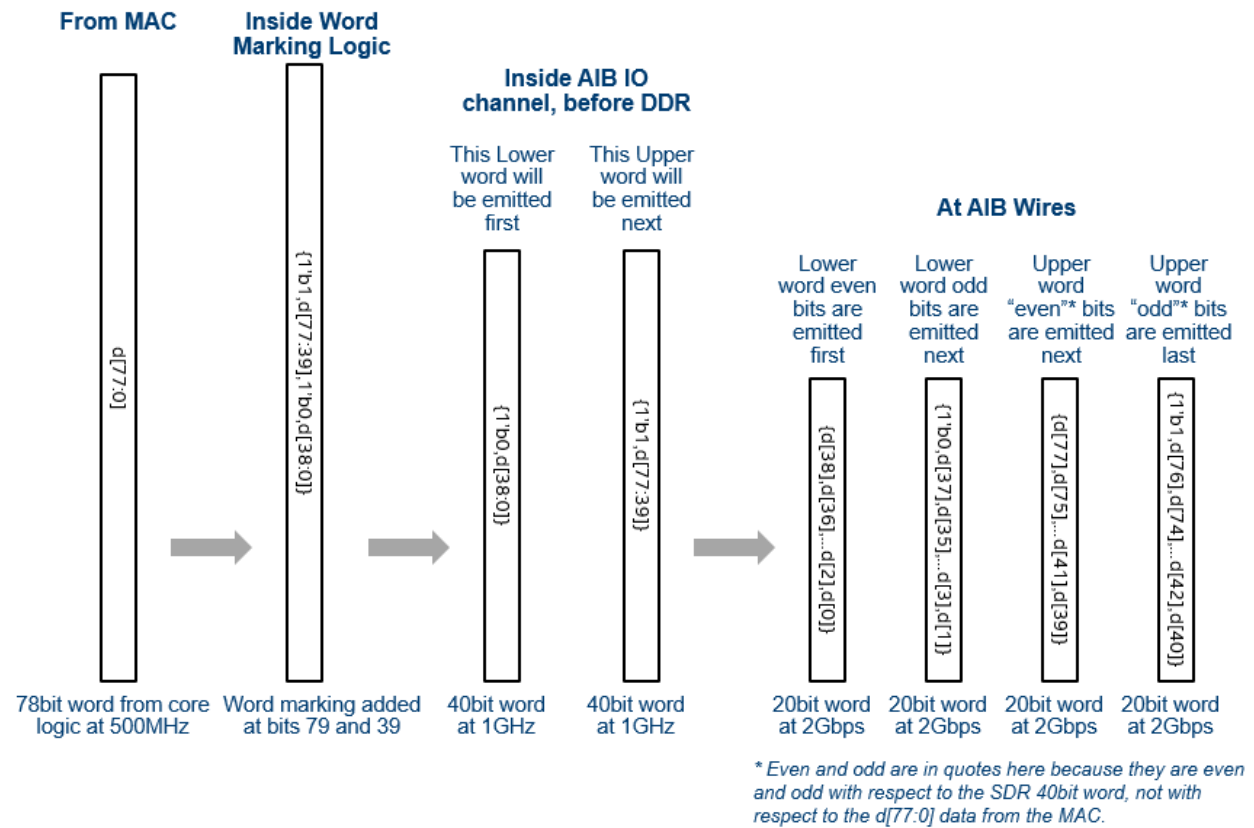 From MAC
d[77:0]
78bit word from core
logic at 500MHz
Inside Word
Marking Logic
{1'b1,d[77:39],1'b0,d[38:0]}
Word marking added
at bits 79 and 39
Inside AIB IO
channel, before DDR
This Lower
word will
be emitted
first
{1'b0,d[38:0]}
40bit word
at 1GHz
This Upper
word will
be emitted
next
{1'b1,d[77:39]}
40bit word
at 1GHz
At AIB Wires
Lower
word even
bits are
emitted
first
{d[38],d[36],...d[2],d[0]}
20bit word
at 2Gbps
Lower
word odd
bits are
emitted
next
{1'b0,d[37],d[35],...d[3],d[1]}
20bit word
at 2Gbps
Upper
word
“even”* bits
are emitted
next
{d[77],d[75],...d[41],d[39]}
20bit word
at 2Gbps
Upper
word
“odd”* bits
are emitted
last
{1'b1,d[76],d[74],...d[42],d[40]}
20bit word
at 2Gbps
* Even and odd are in quotes here because they are even
and odd with respect to the SDR 40bit word, not with
respect to the d[77:0] data from the MAC.